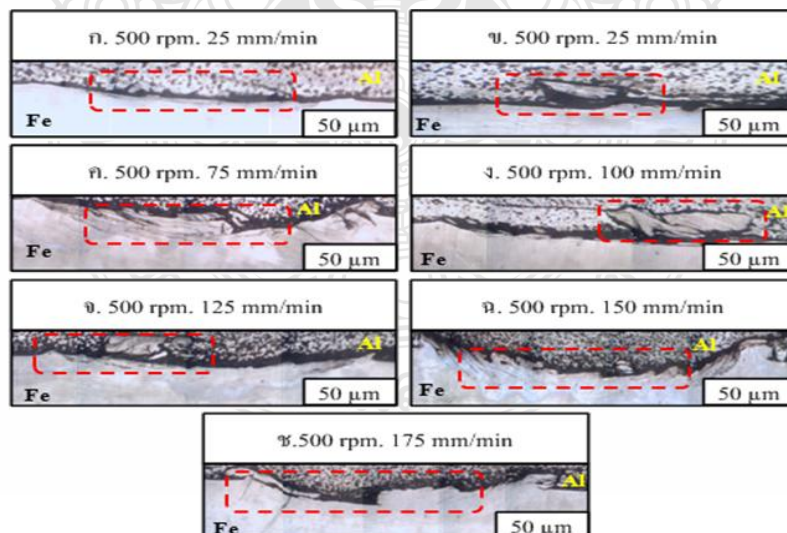 ก. 500 rpm. 25 mm/min
Al
Fe
50 μm
ข. 500 rpm. 25 mm/min
Al
Fe
50 μm
ค. 500 rpm. 75 mm/min
Al
Fe
50 μm
ง. 500 rpm. 100 mm/min
Al
Fe
50 μm
จ. 500 rpm. 125 mm/min
Al
Fe
50 μm
ฉ. 500 rpm. 150 mm/min
Al
Fe
50 μm
ช.500 rpm. 175 mm/min
Al
Fe
50 μm